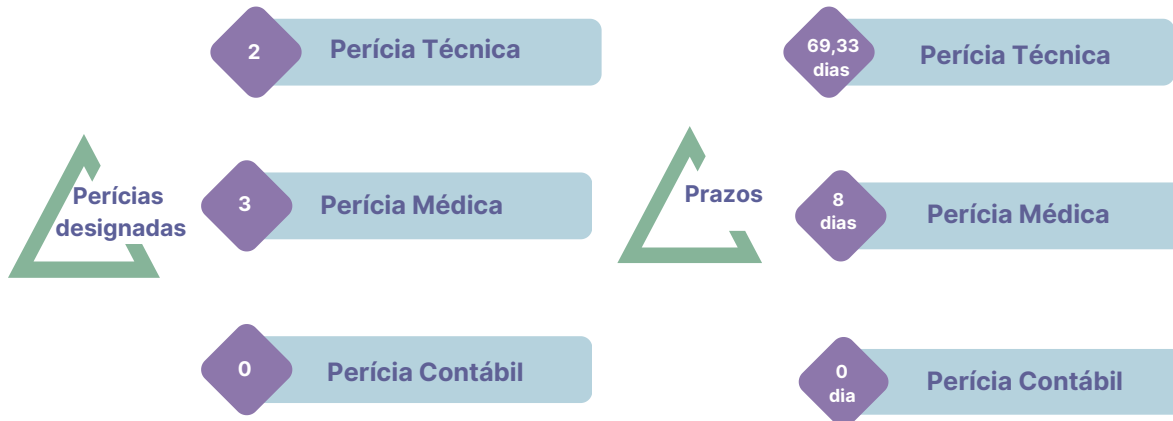 Perícias
designadas
2
Perícia Técnica
3
Perícia Médica
0
Perícia Contábil
Prazos
69,33
dias
Perícia Técnica
8
dias
Perícia Médica
0
dia
Perícia Contábil